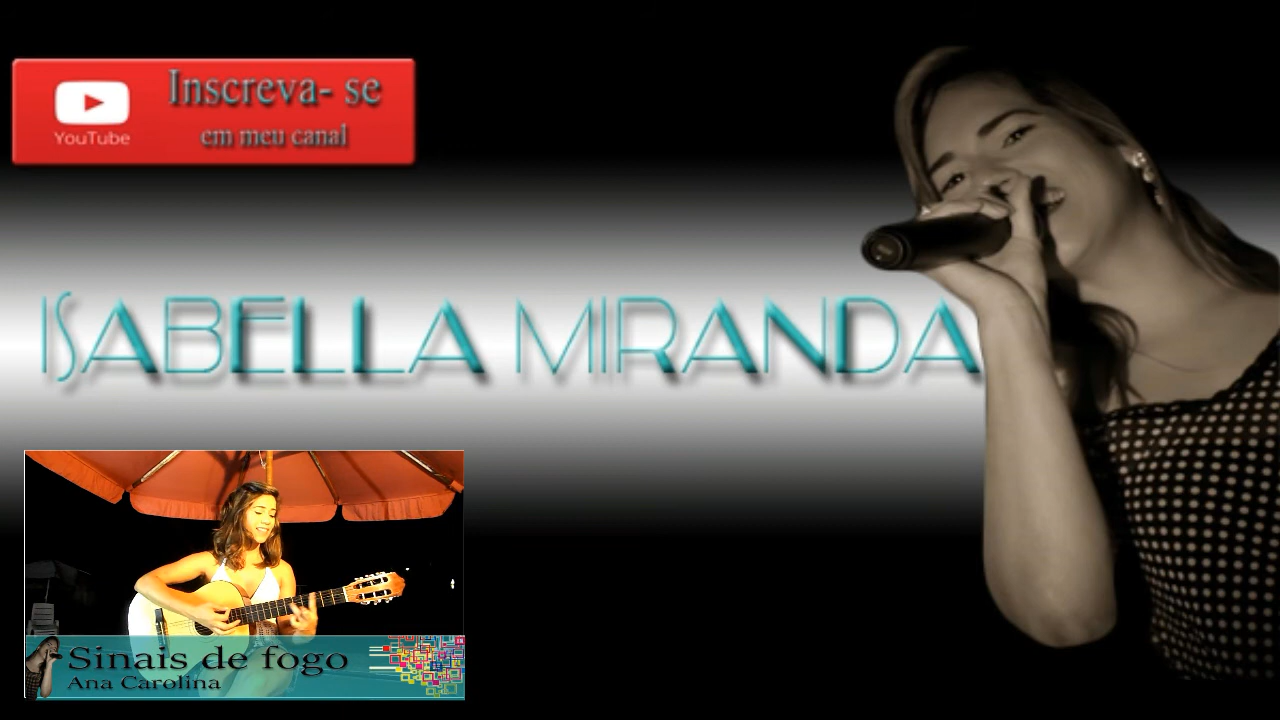 Inscreva- se
em meu canal
YouTube
ISABELLA MIRANDA
Sinais de fogo
Ana Carolina